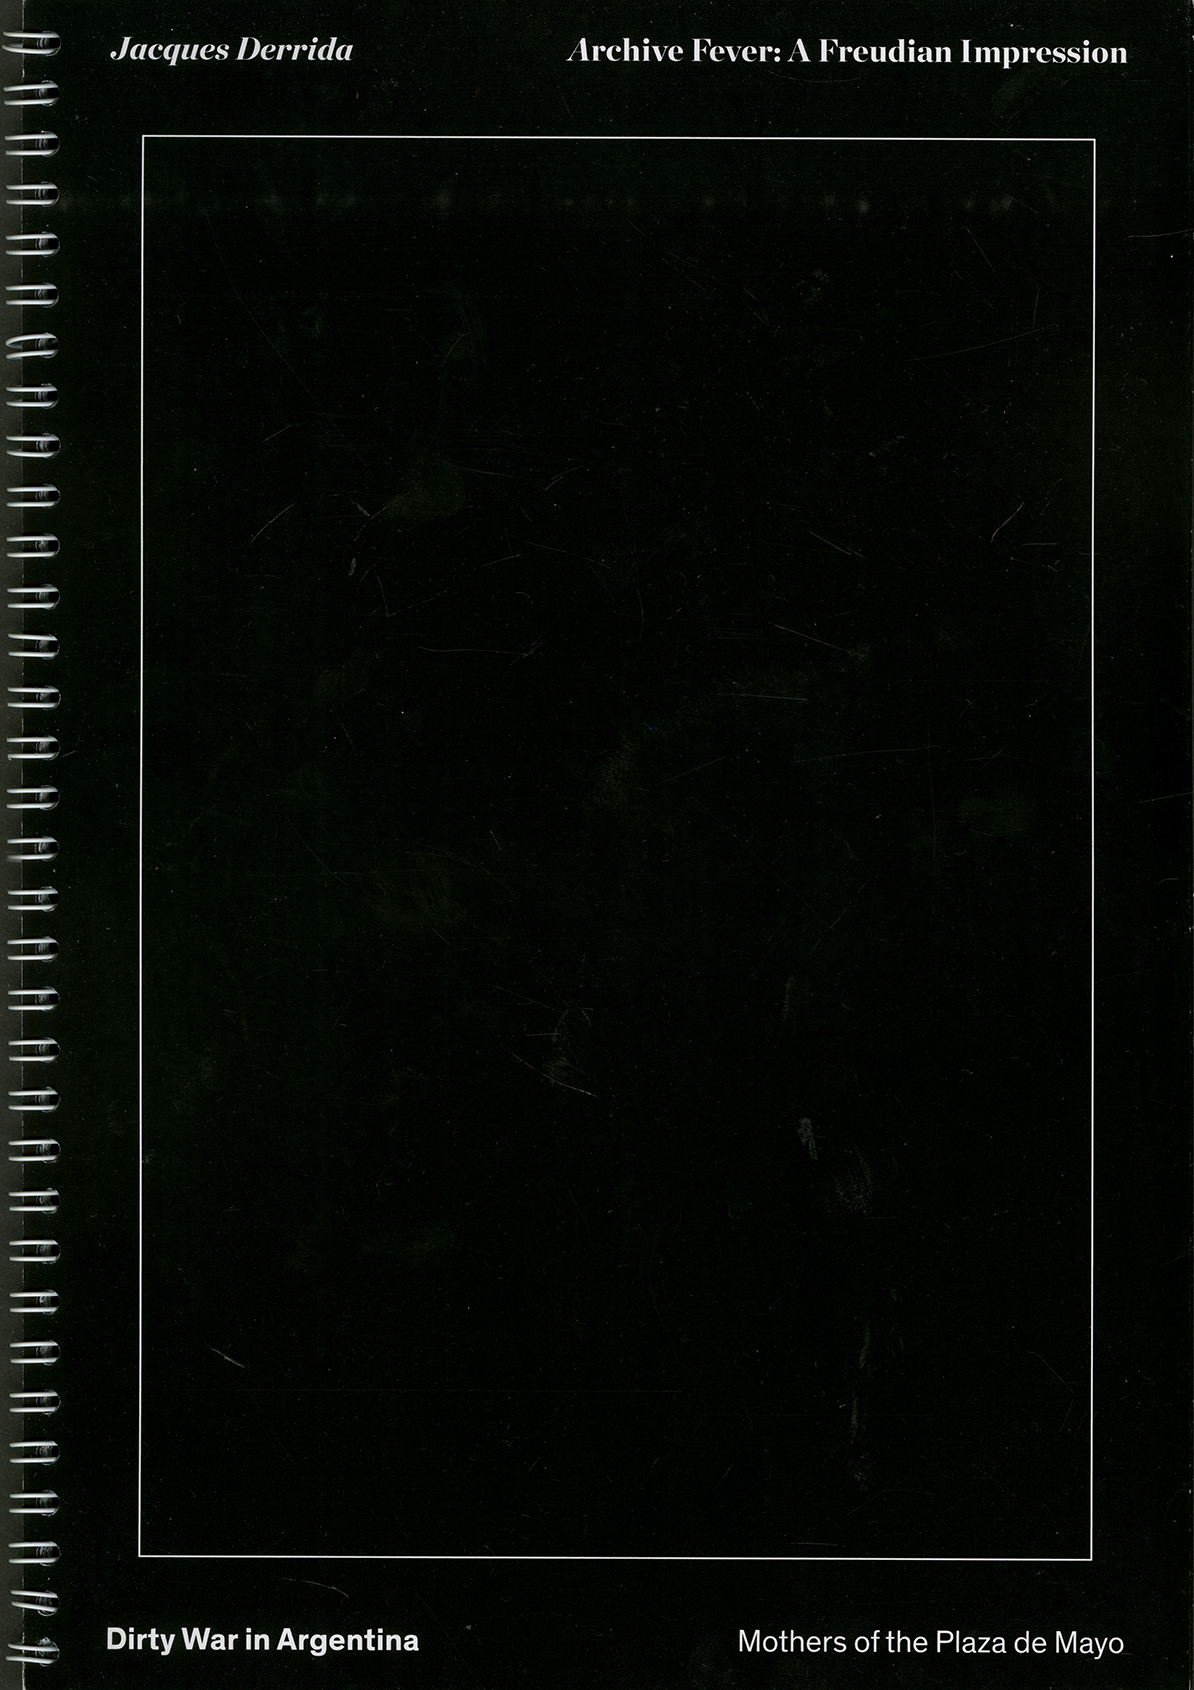 Jacques Derrida
Archive Fever: A Freudian Impression
Dirty War in Argentina
Mothers of the Plaza de Mayo